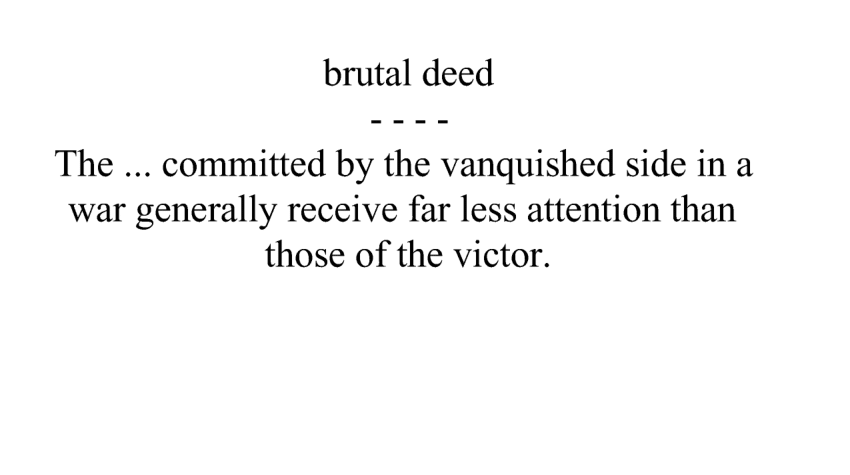 brutal deed
- - - -
The ... committed by the vanquished side in a
war generally receive far less attention than
those of the victor.